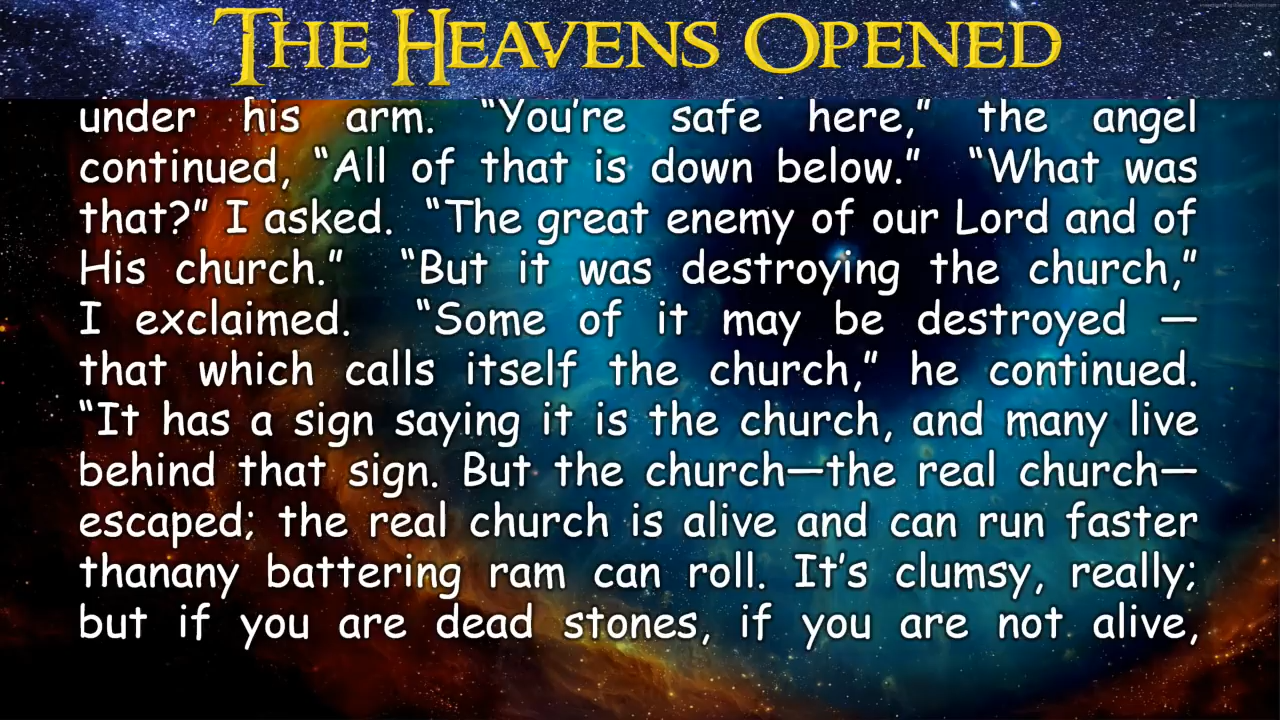 THE HEAVENS OPENED
under his arm. “You’re safe here,” the angel
continued, “All of that is down below.” “What was
that?” I asked. “The great enemy of our Lord and of
His church.” “But it was destroying the church,”
I exclaimed. “Some of it may be destroyed —
that which calls itself the church,” he continued.
“It has a sign saying it is the church, and many live
behind that sign. But the church—the real church—
escaped; the real church is alive and can run faster
thanany battering ram can roll. It’s clumsy, really;
but if you are dead stones, if you are not alive,